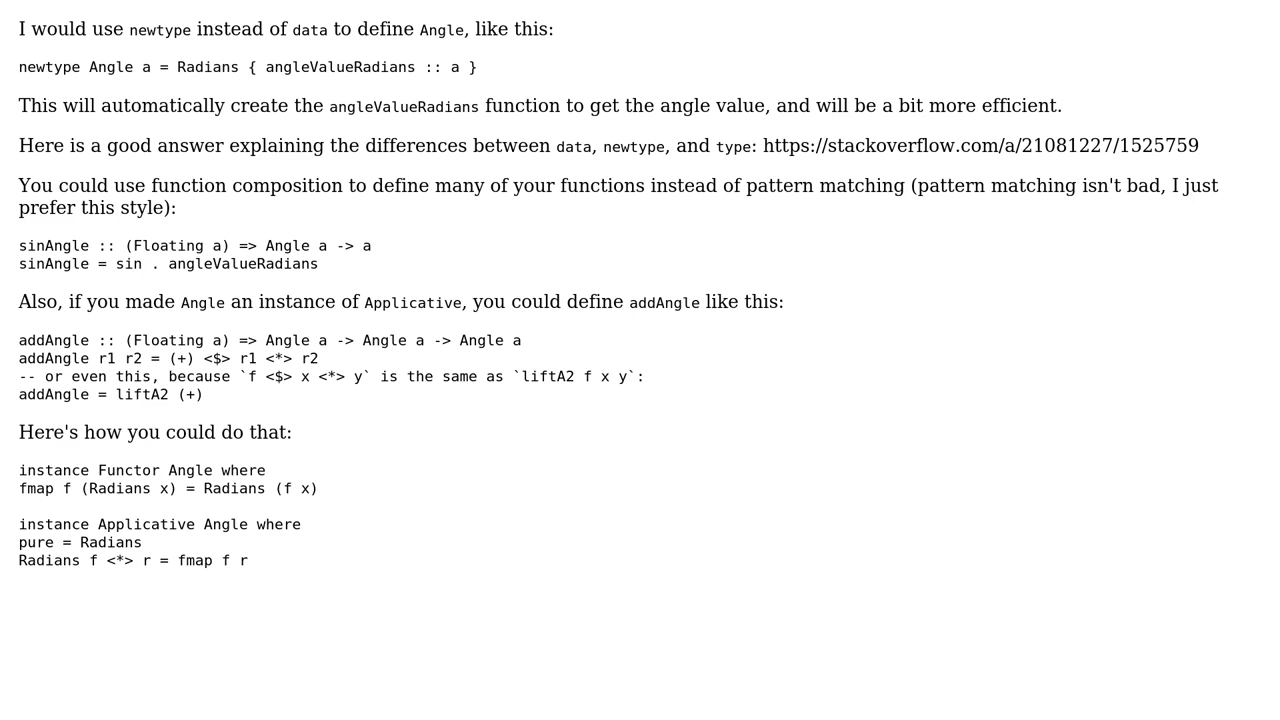 I would use newtype instead of data to define Angle, like this:
newtype Angle a = Radians { angleValueRadians :: a }
This will automatically create the angleValueRadians function to get the angle value, and will be a bit more efficient.
Here is a good answer explaining the differences between data, newtype, and type: https://stackoverflow.com/a/21081227/1525759
You could use function composition to define many of your functions instead of pattern matching (pattern matching isn't bad, I just
prefer this style):
sinAngle :: (Floating a) => Angle a -> a
sinAngle = sin . angleValueRadians
Also, if you made Angle an instance of Applicative, you could define addAngle like this:
addAngle :: (Floating a) => Angle a -> Angle a -> Angle a
addAngle r1 r2 = (+) <$> r1 <*> r2
-- or even this, because `f <$> x <*> y` is the same as `liftA2 f x y`:
addAngle = liftA2 (+)
Here's how you could do that:
instance Functor Angle where
fmap f (Radians x) = Radians (f x)
instance Applicative Angle where
pure = Radians
Radians f <*> r = fmap f r